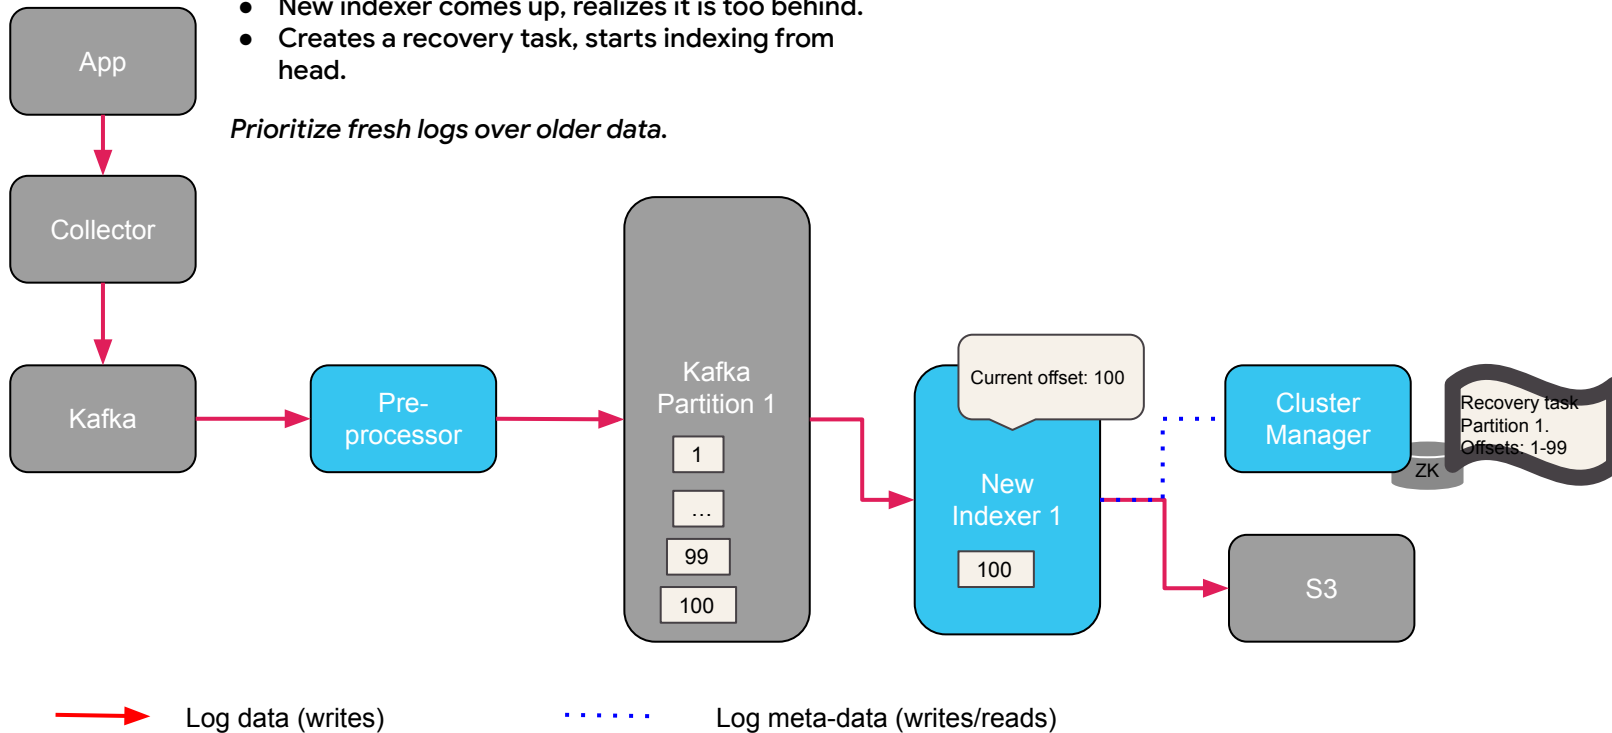 ● New indexer comes up, realizes it is too behind.
● Creates a recovery task, starts indexing from
head.
Prioritize fresh logs over older data.
App
Collector
Kafka
Pre-
processor
Kafka
Partition 1
1
…
99
100
Current offset: 100
New
Indexer 1
100
Cluster
Manager
ZK
Recovery task
Partition 1.
Offsets: 1-99
S3
Log data (writes)
Log meta-data (writes/reads)